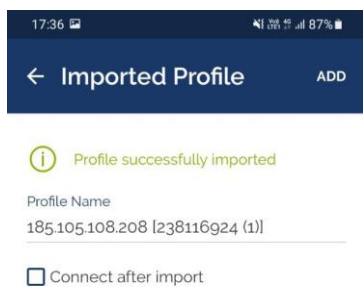 17:36 87%
← Imported Profile ADD
Profile successfully imported
Profile Name
185.105.108.208 [238116924 (1)]
Connect after import